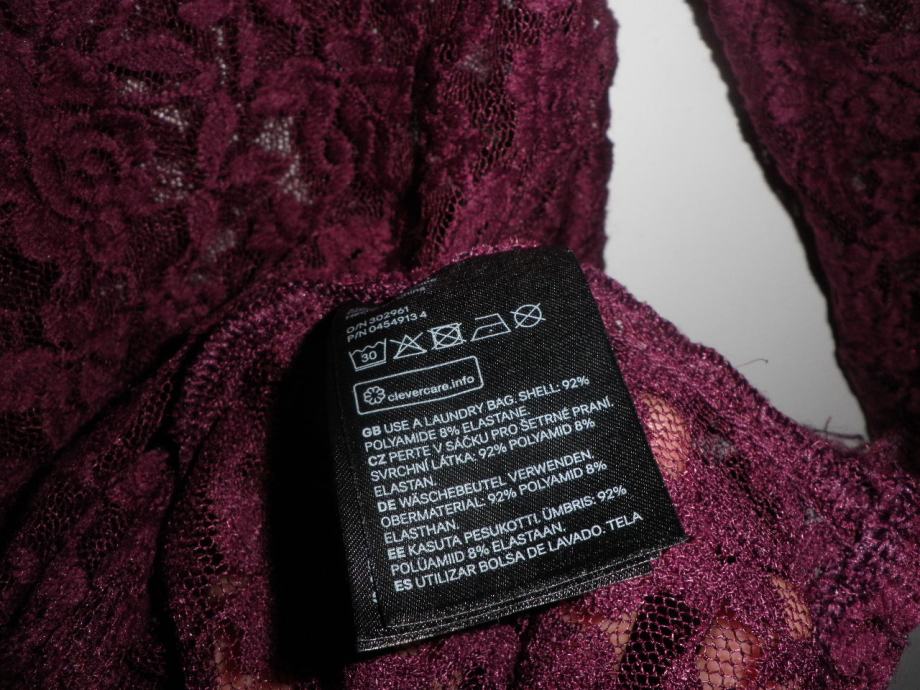 D/N 302961
P/N 0454913 4
30
clevercare.info
GB USE A LAUNDRY BAG. SHELL: 92%
POLYAMIDE 8% ELASTANE.
CZ PERTE V SÁČKU PRO ŠETRNÉ PRANÍ.
SVRCHNÍ LÁTKA: 92% POLYAMID 8%
ELASTAN.
DE WÄSCHEBEUTEL VERWENDEN.
OBERMATERIAL: 92% POLYAMID 8%
ELASTHAN.
EE KASUTA PESUKOTTI. ÜMBRIS: 92%
POLÜAMIID 8% ELASTAAN.
ES UTILIZAR BOLSA DE LAVADO. TELA